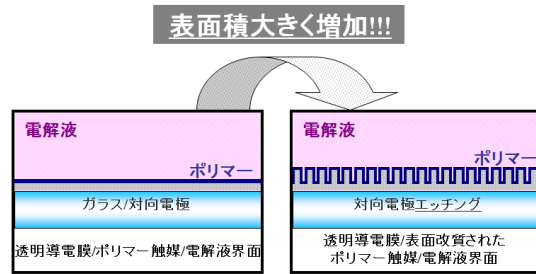 表面積大きく増加!!!
電解液
ポリマー
ガラス/対向電極
透明導電膜/ポリマー触媒/電解液界面
電解液
ポリマー
対向電極エッチング
透明導電膜/表面改質された
ポリマー触媒/電解液界面